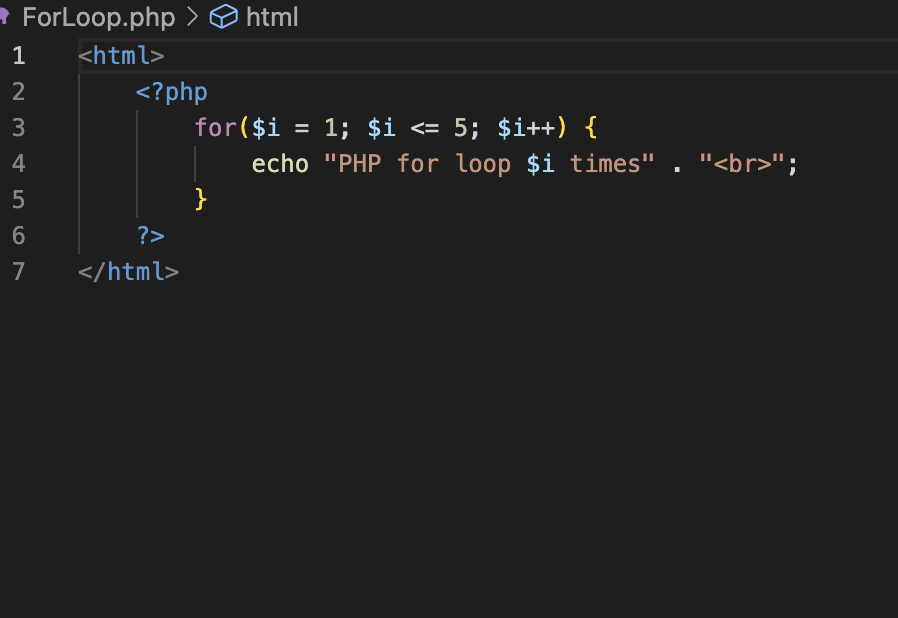 ForLoop.php > html
1 <html>
2 <?php
3 for($i = 1; $i <= 5; $i++) {
4 echo "PHP for loop $i times" . "<br>";
5 }
6 ?>
7 </html>